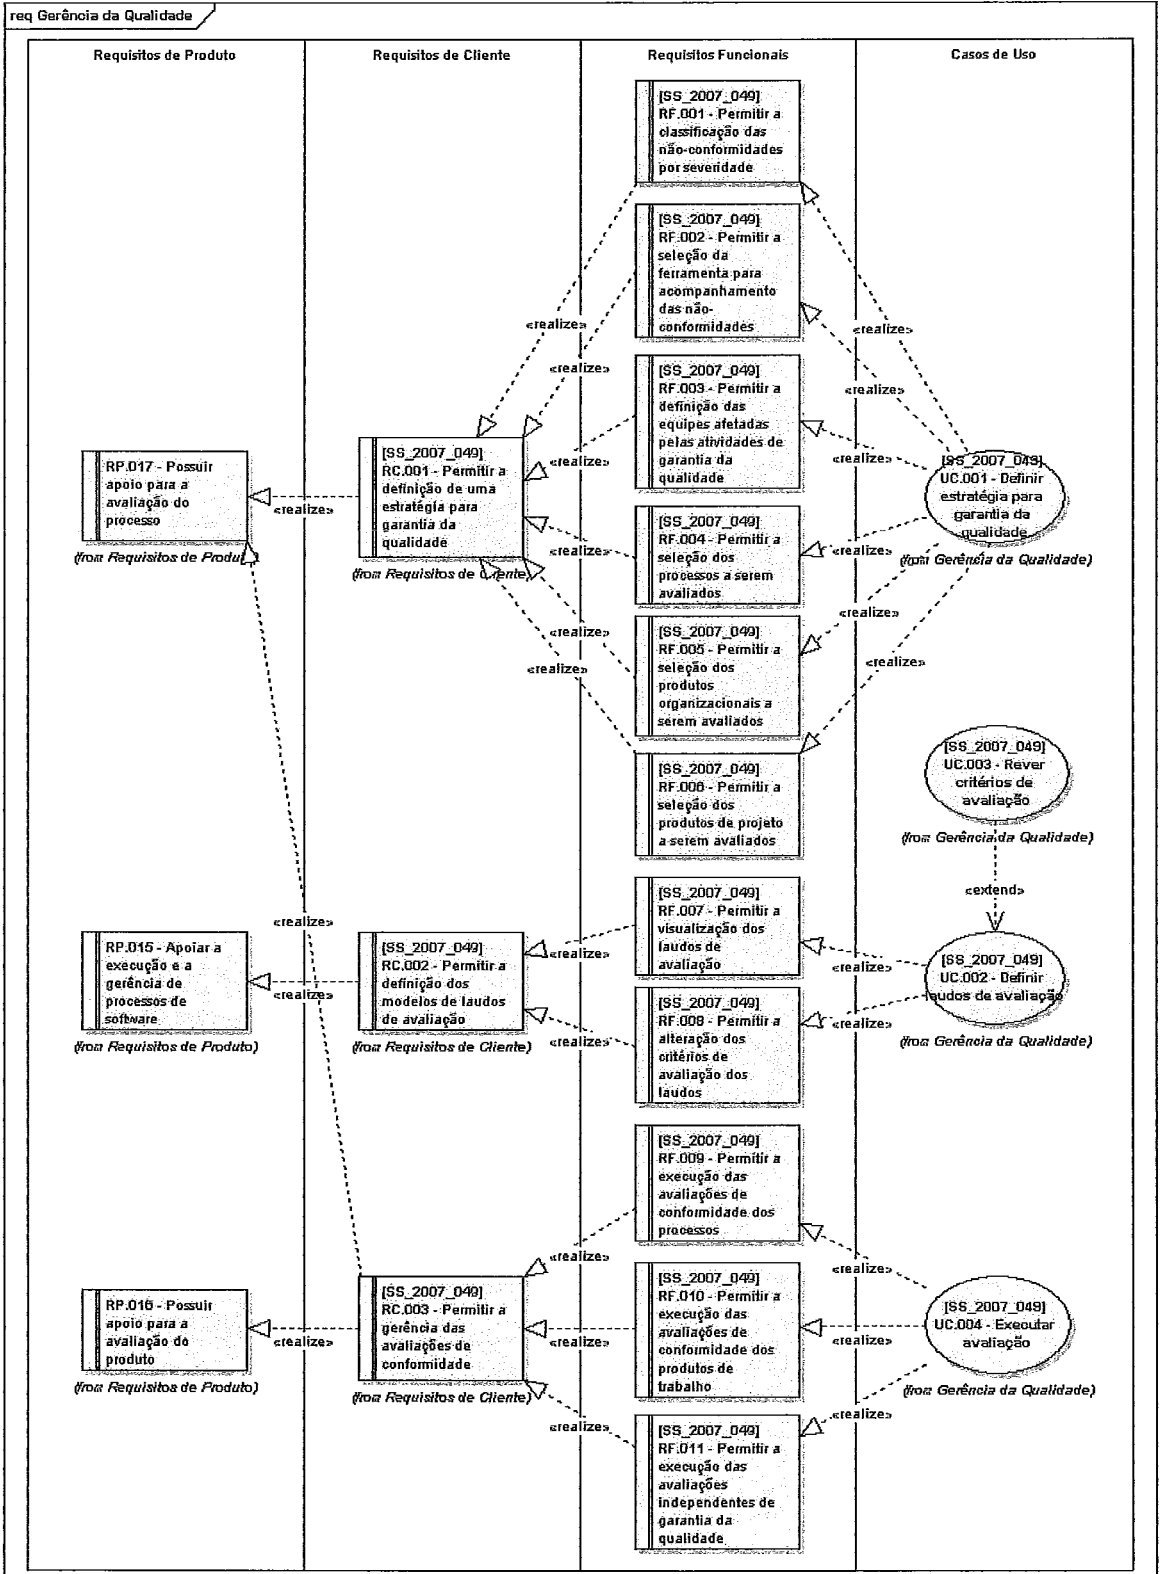 req Gerência da Qualidade
Requisitos de Produto
Requisitos de Cliente
Requisitos Funcionais
Casos de Uso
[SS_2007_049]
RF.001 - Permitir a
classificação das
não-conformidades
por severidade
[SS_2007_049]
RF.002 - Permitir a
seleção da
ferramenta para
acompanhamento
das não-
conformidades
«realize»
«realize»
«realize»
«realize»
[SS_2007_049]
RF.003 - Permitir a
definição das
equipes afetadas
pelas atividades de
garantia da
qualidade
«realize»
«realize»
RP.017 - Possuir
apoio para a
avaliação do
processo
(from Requisitos de Produto)
«realize»
[SS_2007_049]
RC.001 - Permitir a
definição de uma
estratégia para
garantia da
qualidade
(from Requisitos de Cliente)
[SS_2007_043]
UC.001 - Definir
estratégia para
garantia da
qualidade
(from Gerência da Qualidade)
«realize»
[SS_2007_049]
RF.004 - Permitir a
seleção dos
processos a serem
avaliados
«realize»
«realize»
«realize»
«realize»
[SS_2007_049]
RF.005 - Permitir a
seleção dos
produtos
organizacionais a
serem avaliados
«realize»
«realize»
[SS_2007_049]
RF.006 - Permitir a
seleção dos
produtos de projeto
a serem avaliados
[SS_2007_049]
UC.003 - Rever
critérios de
avaliação
(from Gerência da Qualidade)
«extend»
«realize»
[SS_2007_049]
RF.007 - Permitir a
visualização dos
laudos de
avaliação
«realize»
«realize»
RP.015 - Apoiar a
execução e a
gerência de
processos de
software
(from Requisitos de Produto)
«realize»
[SS_2007_049]
RC.002 - Permitir a
definição dos
modelos de laudos
de avaliação
(from Requisitos de Cliente)
[SS_2007_049]
UC.002 - Definir
laudos de avaliação
(from Gerência da Qualidade)
«realize»
[SS_2007_049]
RF.008 - Permitir a
alteração dos
critérios de
avaliação dos
laudos
«realize»
[SS_2007_049]
RF.009 - Permitir a
execução das
avaliações de
conformidade dos
processos
«realize»
«realize»
RP.016 - Possuir
apoio para a
avaliação do
produto
(from Requisitos de Produto)
«realize»
[SS_2007_049]
RC.003 - Permitir a
gerência das
avaliações de
conformidade
(from Requisitos de Cliente)
«realize»
[SS_2007_049]
RF.010 - Permitir a
execução das
avaliações de
conformidade dos
produtos de
trabalho
«realize»
[SS_2007_049]
UC.004 - Executar
avaliação
(from Gerência da Qualidade)
«realize»
«realize»
[SS_2007_049]
RF.011 - Permitir a
execução das
avaliações
independentes de
garantia da
qualidade